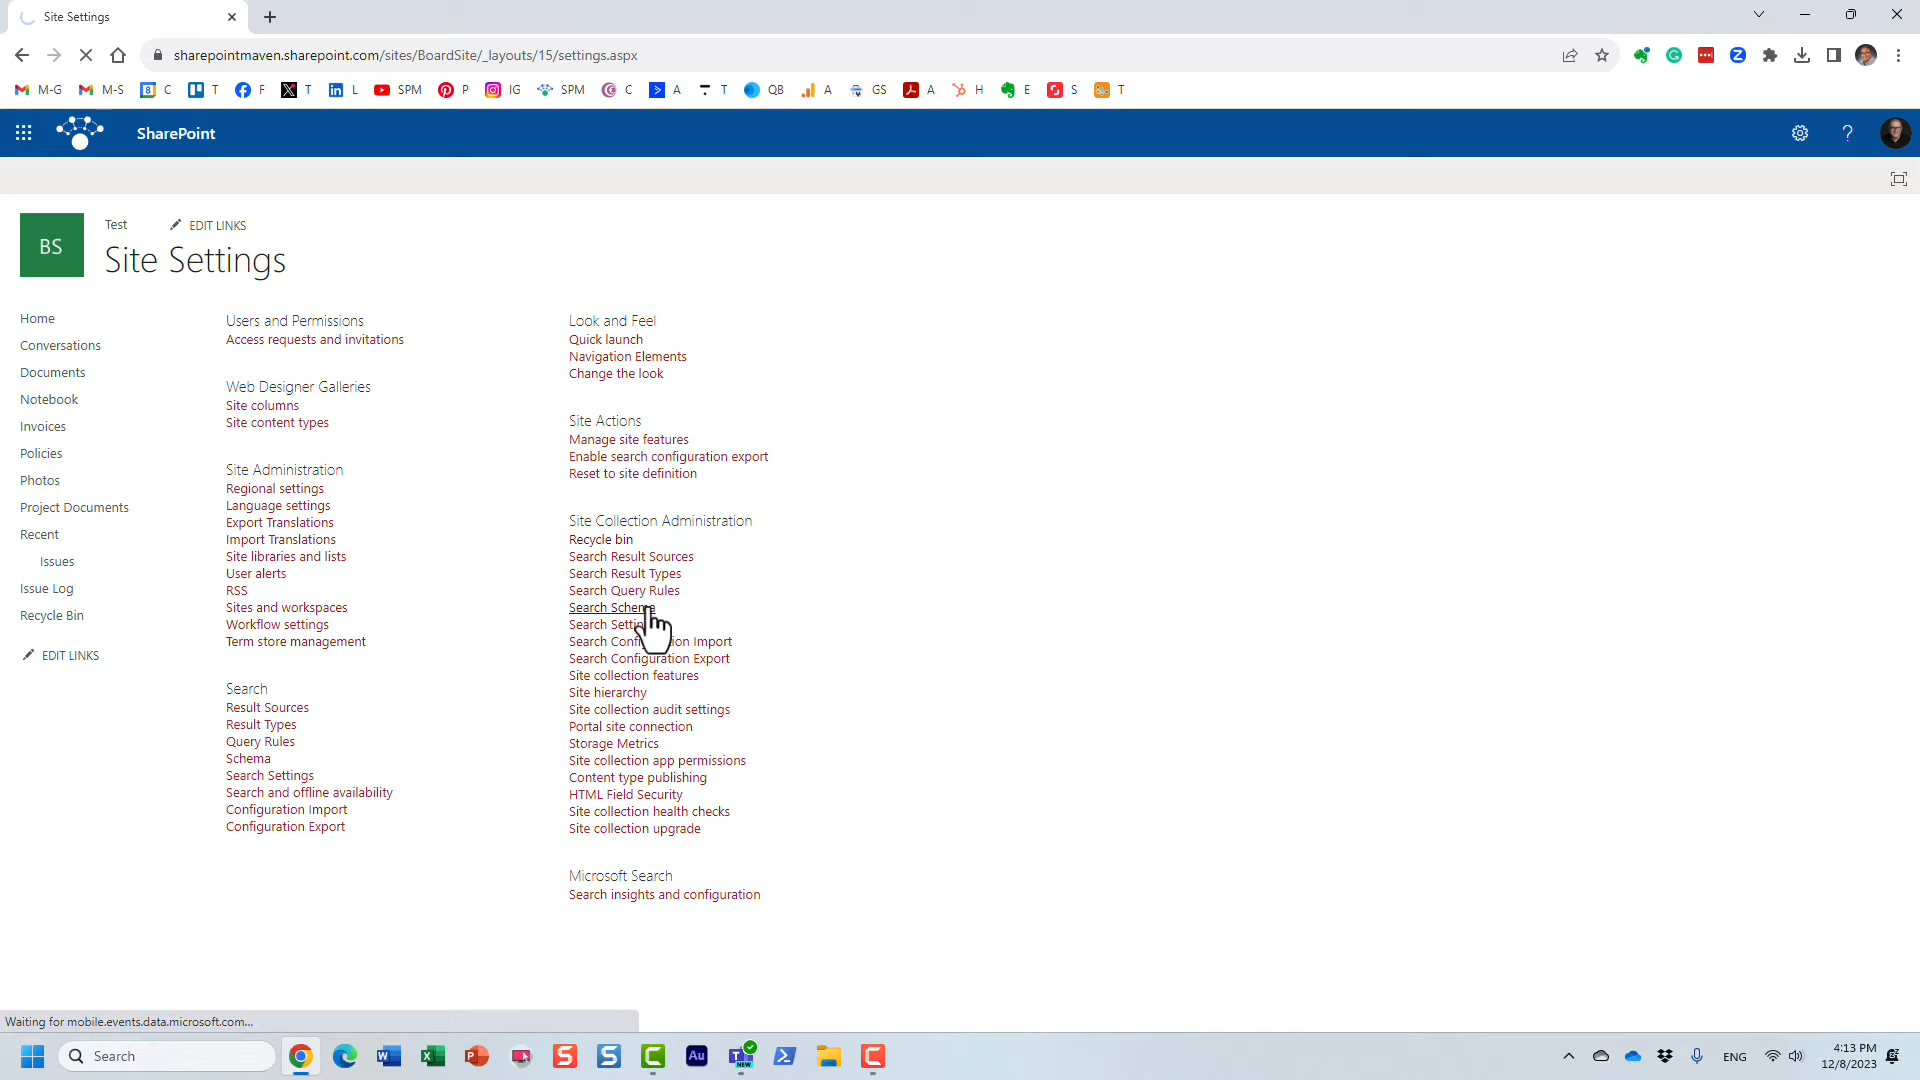 Site Settings
sharepointmaven.sharepoint.com/sites/BoardSite/_layouts/15/settings.aspx
M-G M-S C T F T L SPM P IG SPM C A T QB A GS A H E S T
SharePoint
BS
Test
EDIT LINKS
Site Settings
Home
Conversations
Documents
Notebook
Invoices
Policies
Photos
Project Documents
Recent
Issues
Issue Log
Recycle Bin
EDIT LINKS
Users and Permissions
Access requests and invitations
Web Designer Galleries
Site columns
Site content types
Site Administration
Regional settings
Language settings
Export Translations
Import Translations
Site libraries and lists
User alerts
RSS
Sites and workspaces
Workflow settings
Term store management
Search
Result Sources
Result Types
Query Rules
Schema
Search Settings
Search and offline availability
Configuration Import
Configuration Export
Look and Feel
Quick launch
Navigation Elements
Change the look
Site Actions
Manage site features
Enable search configuration export
Reset to site definition
Site Collection Administration
Recycle bin
Search Result Sources
Search Result Types
Search Query Rules
Search Schema
Search Settings
Search Configuration Import
Search Configuration Export
Site collection features
Site hierarchy
Site collection audit settings
Portal site connection
Storage Metrics
Site collection app permissions
Content type publishing
HTML Field Security
Site collection health checks
Site collection upgrade
Microsoft Search
Search insights and configuration
Waiting for mobile.events.data.microsoft.com...
Search
ENG
4:13 PM
12/8/2023